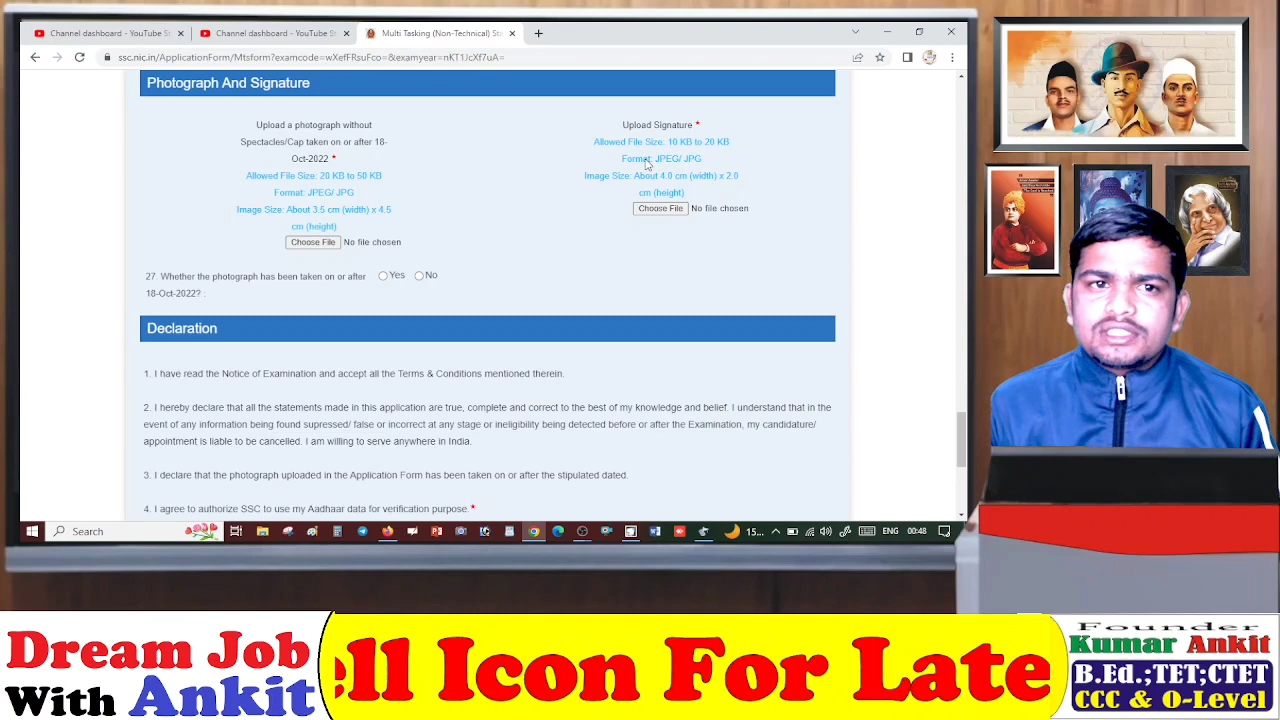 Channel dashboard - YouTube St
Channel dashboard - YouTube St
Multi Tasking (Non-Technical) St
ssc.nic.in/ApplicationForm/Mtsform?examcode=wXefFRsuFco=&examyear=nKT1JcXf7uA=
Photograph And Signature
Upload a photograph without
Spectacles/Cap taken on or after 18-
Oct-2022 *
Allowed File Size: 20 KB to 50 KB
Format: JPEG/ JPG
Image Size: About 3.5 cm (width) x 4.5
cm (height)
Choose File No file chosen
Upload Signature *
Allowed File Size: 10 KB to 20 KB
Format: JPEG/ JPG
Image Size: About 4.0 cm (width) x 2.0
cm (height)
Choose File No file chosen
27. Whether the photograph has been taken on or after
18-Oct-2022? :
Yes No
Declaration
1. I have read the Notice of Examination and accept all the Terms & Conditions mentioned therein.
2. I hereby declare that all the statements made in this application are true, complete and correct to the best of my knowledge and belief. I understand that in the
event of any information being found supressed/ false or incorrect at any stage or ineligibility being detected before or after the Examination, my candidature/
appointment is liable to be cancelled. I am willing to serve anywhere in India.
3. I declare that the photograph uploaded in the Application Form has been taken on or after the stipulated dated.
4. I agree to authorize SSC to use my Aadhaar data for verification purpose.*
Search
15... ENG 00:48
Dream Job
With Ankit
ell Icon For Late
Founder
Kumar Ankit
B.Ed.;TET;CTET
CCC & O-Level